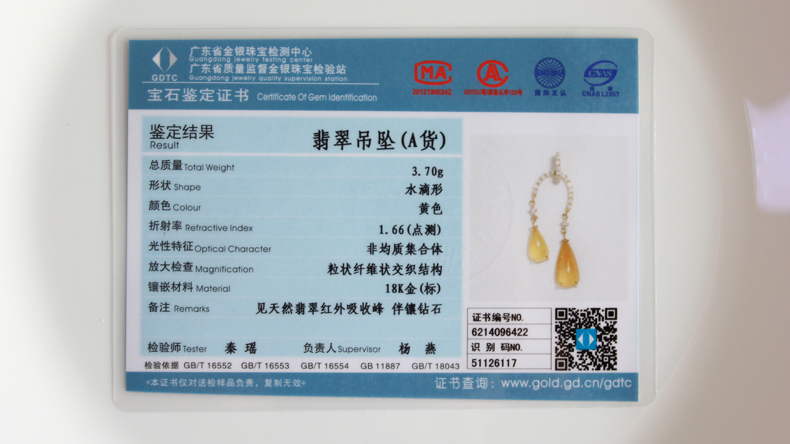 广东省金银珠宝检测中心
Guangdong jewelry testing center
广东省质量监督金银珠宝检验站
Guangdong jewelry quality supervision station
GDTC
宝石鉴定证书 Certificate Of Gem Identification
MA
CNAS
CNAS L2067
鉴定结果
Result
翡翠吊坠(A货)
总质量 Total Weight 3.70g
形状 Shape 水滴形
颜色 Colour 黄色
折射率 Refractive Index 1.66(点测)
光性特征 Optical Character 非均质集合体
放大检查 Magnification 粒状纤维状交织结构
镶嵌材料 Material 18K金(标)
备注 Remarks 见天然翡翠红外吸收峰 伴镶钻石
检验师 Tester 秦 瑶 负责人 Supervisor 杨 燕
检验依据 GB/T 16552 GB/T 16553 GB/T 16554 GB 11887 GB/T 18043
证书编号NO.
6214096422
识 别 码NO.
51126117
*本证书仅对送检样品负责，复制无效*
证书查询: www.gold.gd.cn/gdtc